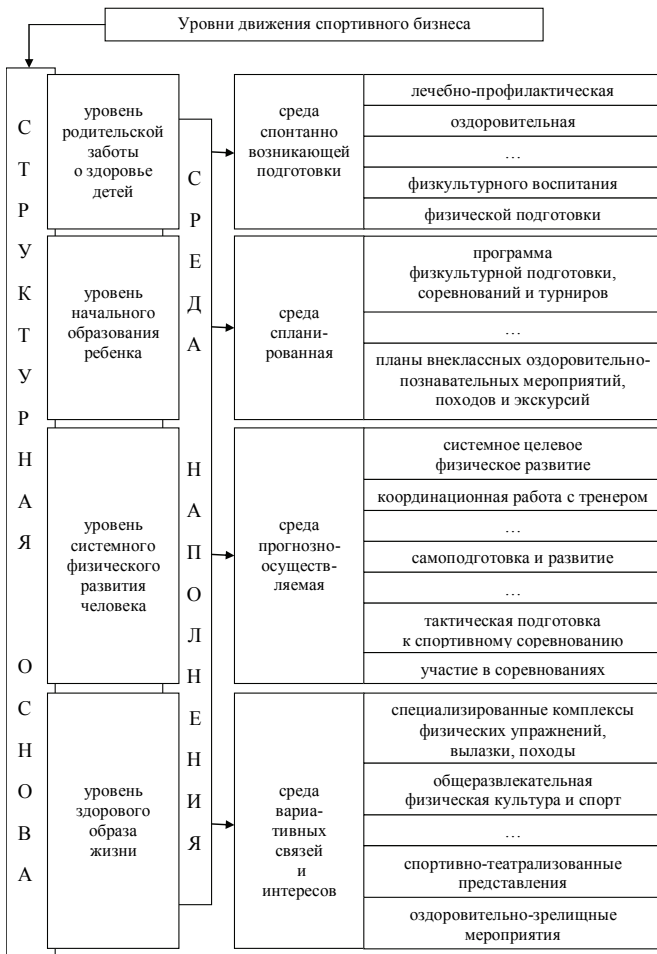 Уровни движения спортивного бизнеса
СТРУКТУРНАЯ ОСНОВА
уровень
родительской
заботы
о здоровье
детей
СРЕДА НАПОЛНЕНИЯ
среда
спонтанно
возникающей
подготовки
лечебно-профилактическая
оздоровительная
…
физкультурного воспитания
физической подготовки
уровень
начального
образования
ребенка
среда
сплани-
рованная
программа
физкультурной подготовки,
соревнований и турниров
…
планы внеклассных оздоровительно-
познавательных мероприятий,
походов и экскурсий
уровень
системного
физического
развития
человека
среда
прогнозно-
осуществ-
ляемая
системное целевое
физическое развитие
координационная работа с тренером
…
самоподготовка и развитие
…
тактическая подготовка
к спортивному соревнованию
участие в соревнованиях
уровень
здорового
образа
жизни
среда
вариа-
тивных
связей
и
интересов
специализированные комплексы
физических упражнений,
вылазки, походы
общеразвлекательная
физическая культура и спорт
…
спортивно-театрализованные
представления
оздоровительно-зрелищные
мероприятия